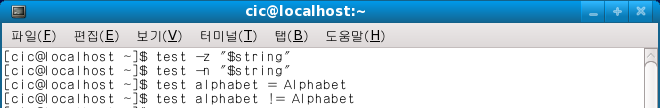 cic@localhost:~
파일(F) 편집(E) 보기(V) 터미널(T) 탭(B) 도움말(H)
[cic@localhost ~]$ test -z "$string"
[cic@localhost ~]$ test -n "$string"
[cic@localhost ~]$ test alphabet = Alphabet
[cic@localhost ~]$ test alphabet != Alphabet